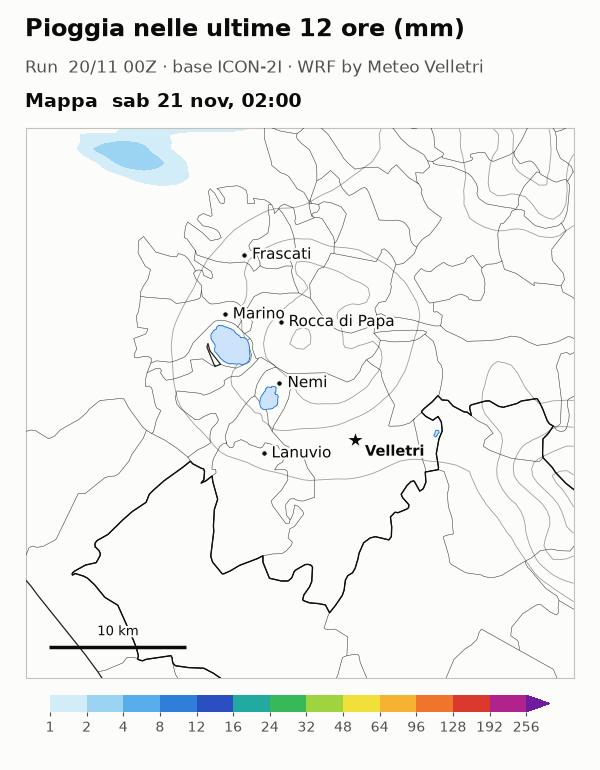 Pioggia nelle ultime 12 ore (mm)
Run  20/11 00Z · base ICON-2I · WRF by Meteo Velletri
Mappa  sab 21 nov, 02:00
Frascati
Marino
Rocca di Papa
Nemi
Velletri
Lanuvio
10 km
1 2 4 8 12 16 24 32 48 64 96 128 192 256